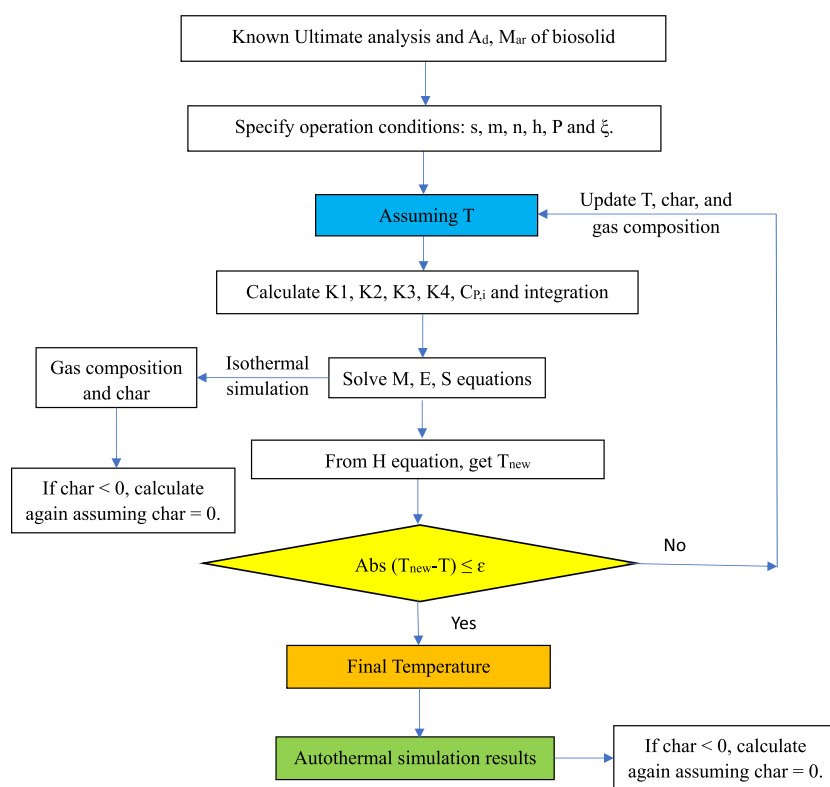 Known Ultimate analysis and Ad, Mar of biosolid
Specify operation conditions: s, m, n, h, P and ξ.
Assuming T
Update T, char, and
gas composition
Calculate K1, K2, K3, K4, CP,i and integration
Gas composition
and char
Isothermal
simulation
Solve M, E, S equations
From H equation, get Tnew
If char < 0, calculate
again assuming char = 0.
Abs (Tnew-T) ≤ ε
No
Yes
Final Temperature
Autothermal simulation results
If char < 0, calculate
again assuming char = 0.